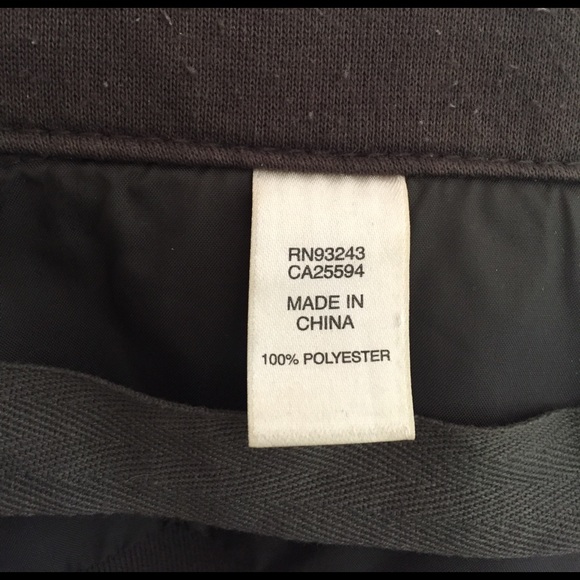 RN93243
CA25594
MADE IN
CHINA
100% POLYESTER